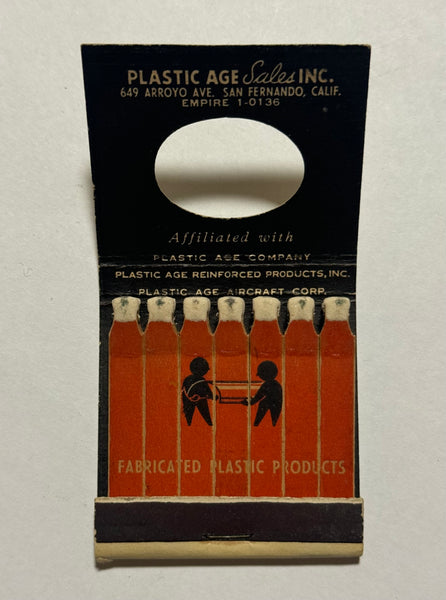 PLASTIC AGE Sales INC.
649 ARROYO AVE. SAN FERNANDO, CALIF.
EMPIRE 1-0136
Affiliated with
PLASTIC AGE COMPANY
PLASTIC AGE REINFORCED PRODUCTS, INC.
PLASTIC AGE AIRCRAFT CORP.
FABRICATED PLASTIC PRODUCTS